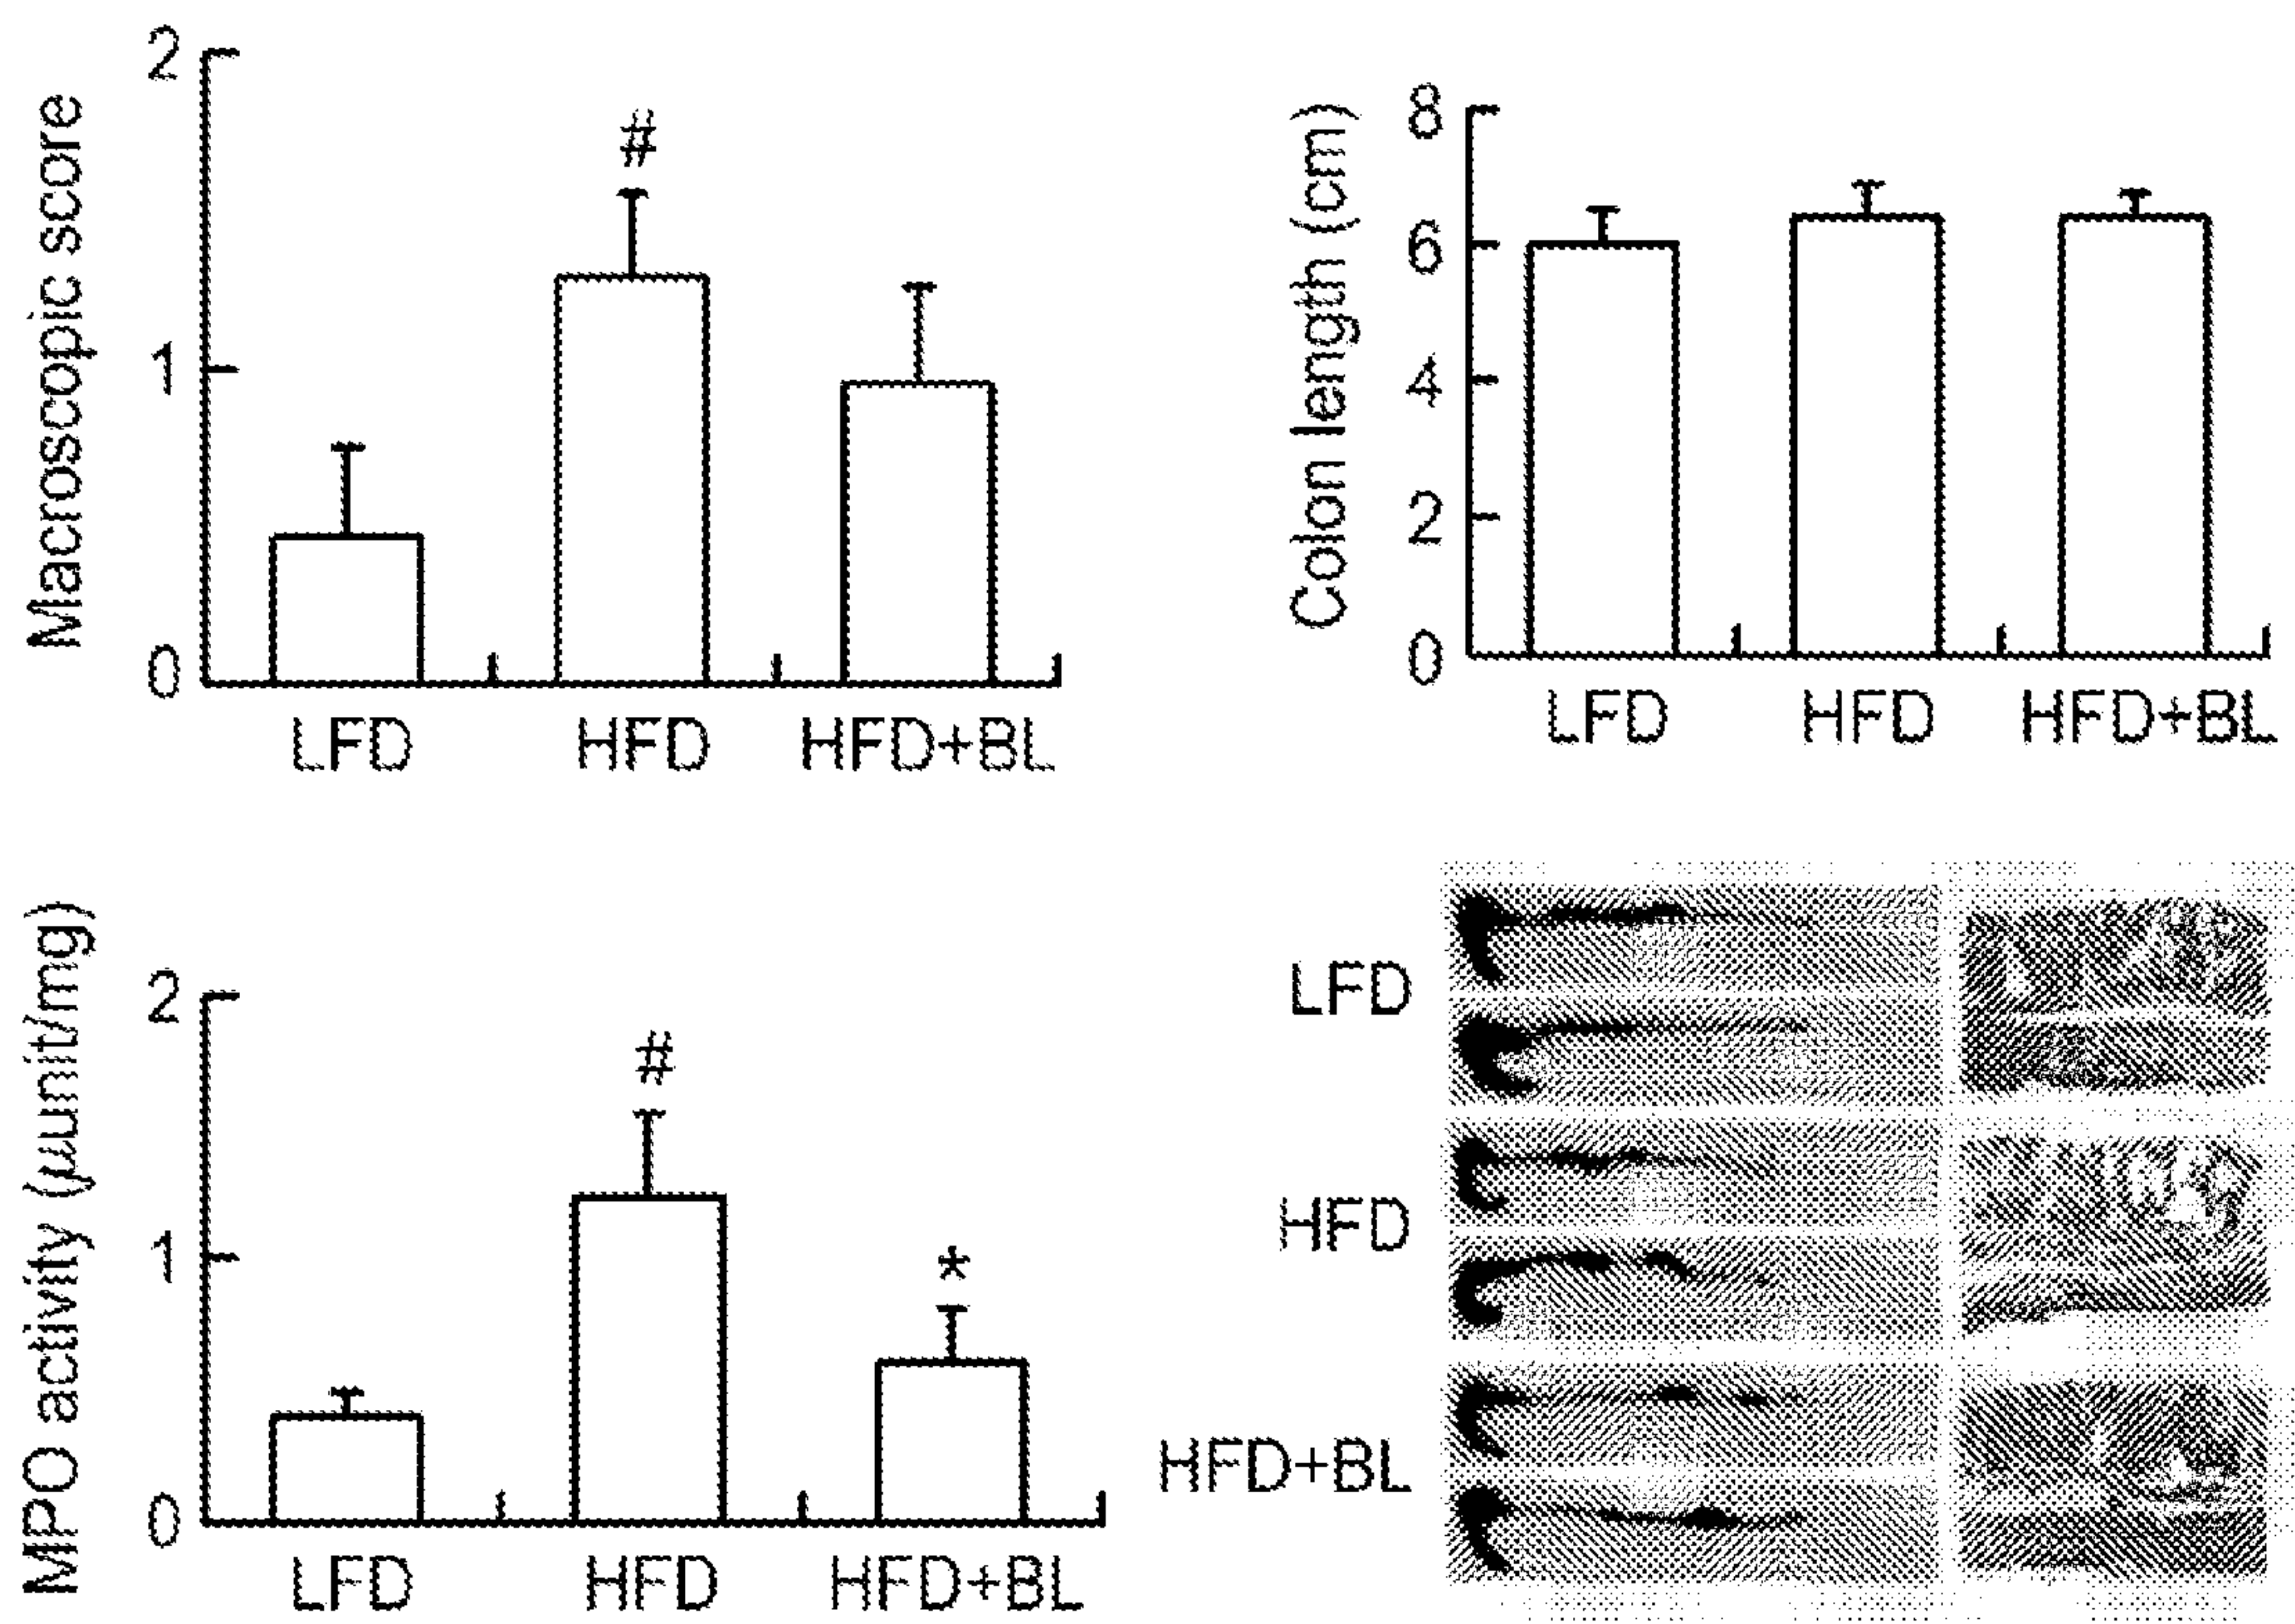 Macroscopic score
2
1
0
#
LFD HFD HFD+BL
Colon length (cm)
8
6
4
2
0
LFD HFD HFD+BL
MPO activity (μunit/mg)
2
1
0
#
*
LFD HFD HFD+BL
LFD
HFD
HFD+BL